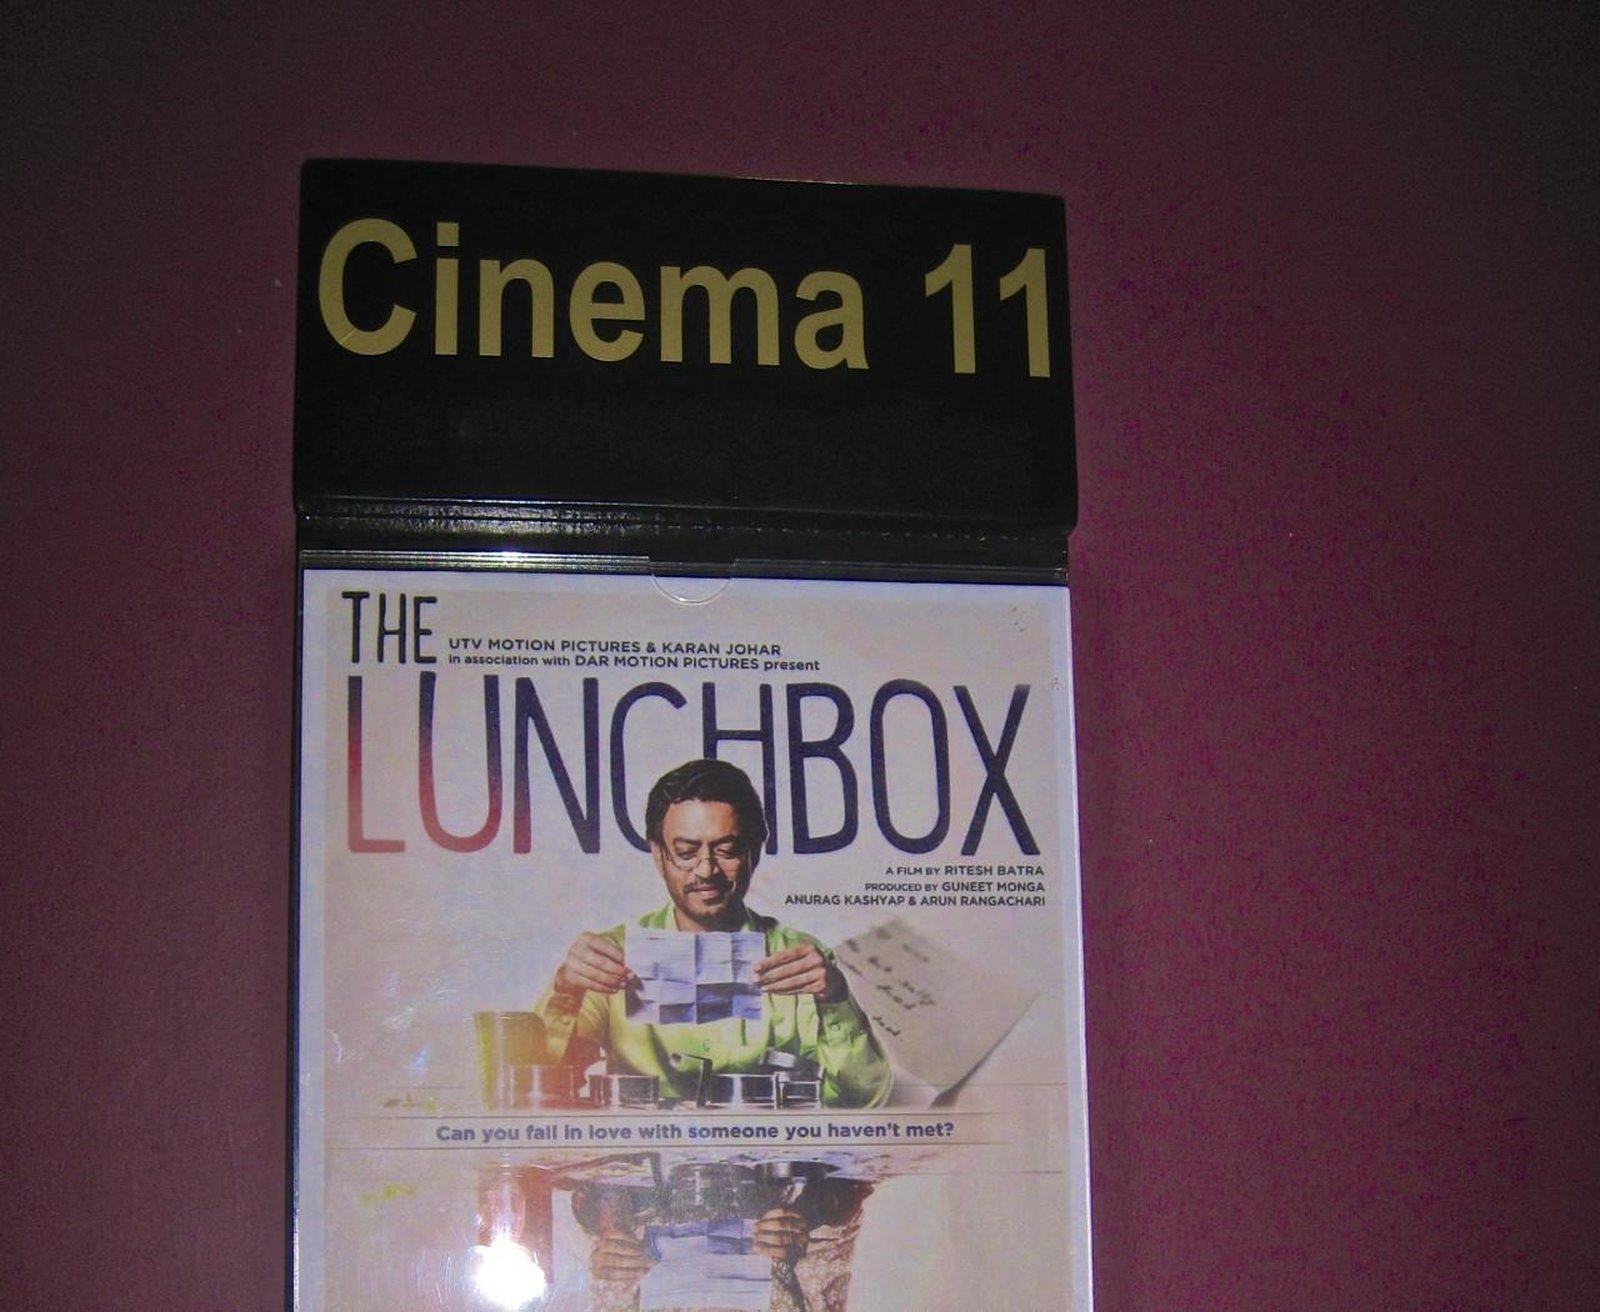 Cinema 11
THE
UTV MOTION PICTURES & KARAN JOHAR
in association with DAR MOTION PICTURES present
LUNCHBOX
A FILM BY RITESH BATRA
PRODUCED BY GUNEET MONGA
ANURAG KASHYAP & ARUN RANGACHARI
Can you fall in love with someone you haven't met?